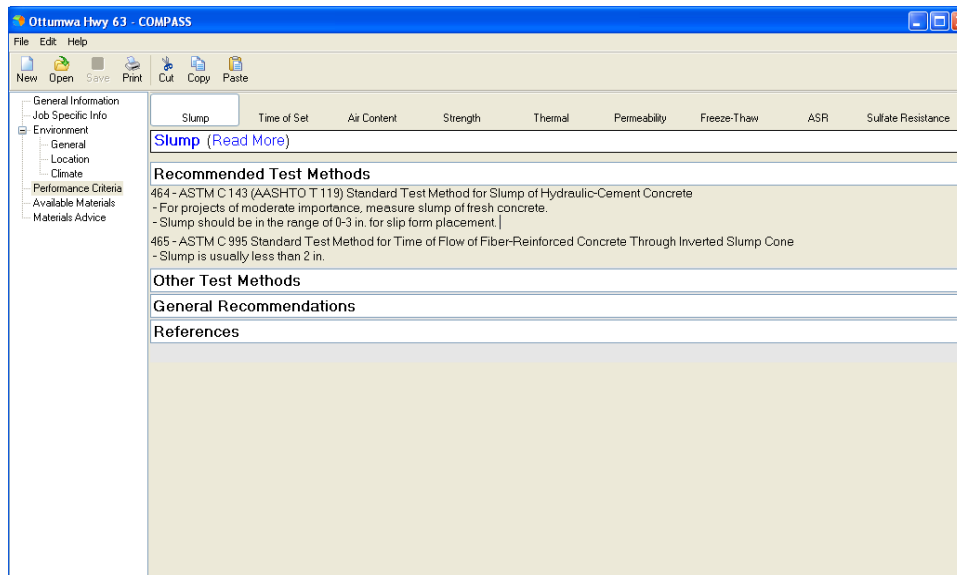 Ottumwa Hwy 63 - COMPASS
File Edit Help
New Open Save Print Cut Copy Paste
General Information
Job Specific Info
Environment
General
Location
Climate
Performance Criteria
Available Materials
Materials Advice
Slump Time of Set Air Content Strength Thermal Permeability Freeze-Thaw ASR Sulfate Resistance
Slump (Read More)
Recommended Test Methods
464 - ASTM C 143 (AASHTO T 119) Standard Test Method for Slump of Hydraulic-Cement Concrete
- For projects of moderate importance, measure slump of fresh concrete.
- Slump should be in the range of 0-3 in. for slip form placement.
465 - ASTM C 995 Standard Test Method for Time of Flow of Fiber-Reinforced Concrete Through Inverted Slump Cone
- Slump is usually less than 2 in.
Other Test Methods
General Recommendations
References